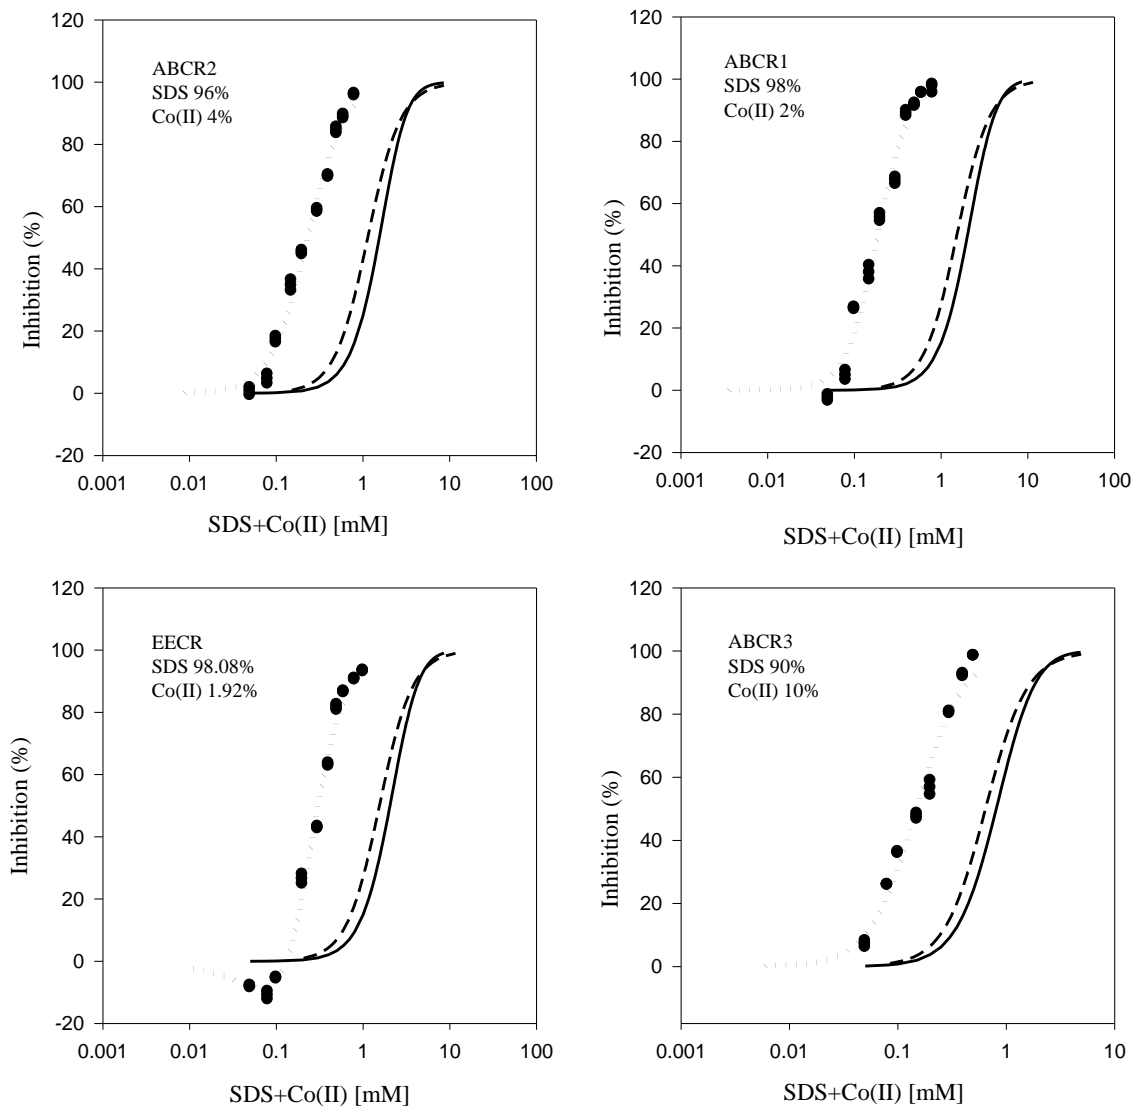 120
100
80
60
40
20
0
-20
Inhibition (%)
ABCR2
SDS 96%
Co(II) 4%
0.001 0.01 0.1 1 10 100
SDS+Co(II) [mM]
120
100
80
60
40
20
0
-20
Inhibition (%)
ABCR1
SDS 98%
Co(II) 2%
0.001 0.01 0.1 1 10 100
SDS+Co(II) [mM]
120
100
80
60
40
20
0
-20
Inhibition (%)
EECR
SDS 98.08%
Co(II) 1.92%
0.001 0.01 0.1 1 10 100
SDS+Co(II) [mM]
120
100
80
60
40
20
0
Inhibition (%)
ABCR3
SDS 90%
Co(II) 10%
0.001 0.01 0.1 1 10
SDS+Co(II) [mM]